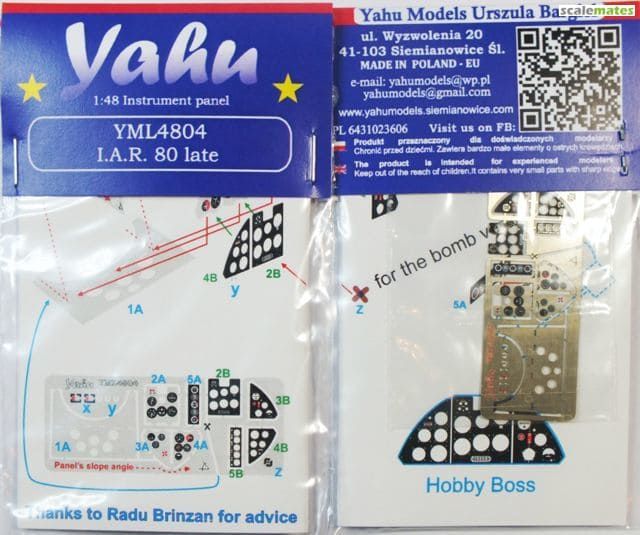 Yahu
1:48 Instrument panel
YML4804
I.A.R. 80 late
4B
2B
y
1A
Yahu YML4804
2A
5A
2B
x
y
3B
1A
3A
4A
4B
5B
z
Panel's slope angle
Thanks to Radu Brinzan for advice
scalemates
Yahu Models Urszula
ul. Wyzwolenia 20
41-103 Siemianowice Śl.
MADE IN POLAND - EU
e-mail: yahumodels@wp.pl
yahumodels@gmail.com
www.yahumodels.siemianowice.com
PL 6431023606
Visit us on FB:
Produkt przeznaczony dla doświadczonych modelarzy
Chronić przed dziećmi. Zawiera bardzo małe elementy o ostrych krawędziach
The product is intended for experienced modelers
Keep out of the reach of children.It contains very small parts with sharp edges
for the bomb
z
5A
Hobby Boss